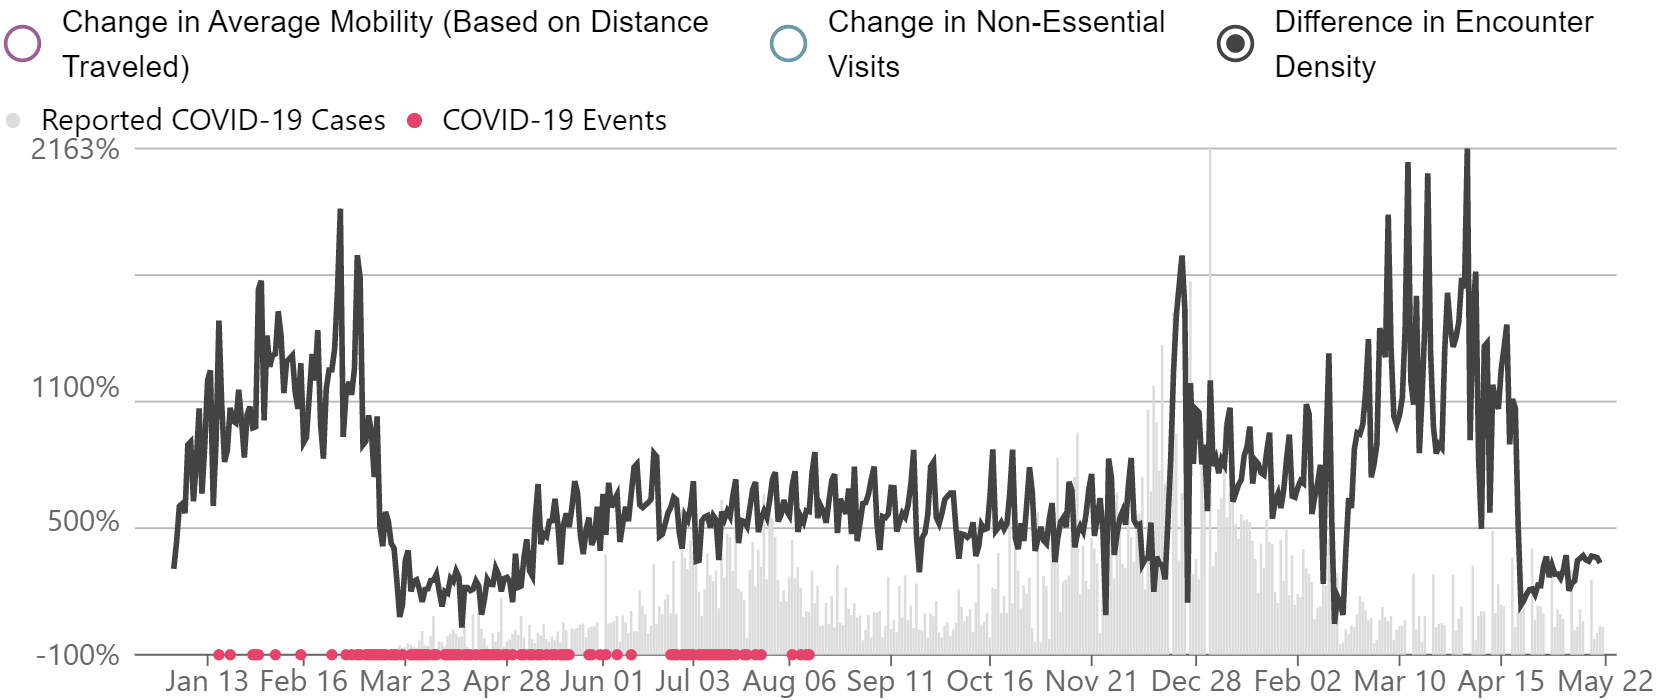 Change in Average Mobility (Based on Distance Traveled)
Change in Non-Essential Visits
Difference in Encounter Density
Reported COVID-19 Cases
COVID-19 Events
2163%
1100%
500%
-100%
Jan 13 Feb 16 Mar 23 Apr 28 Jun 01 Jul 03 Aug 06 Sep 11 Oct 16 Nov 21 Dec 28 Feb 02 Mar 10 Apr 15 May 22